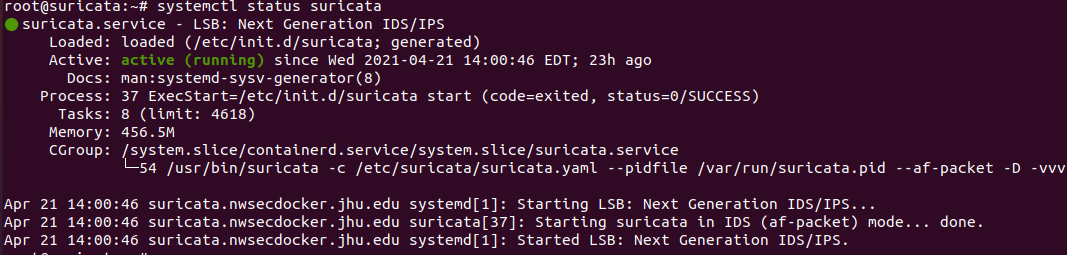 root@suricata:~# systemctl status suricata
● suricata.service - LSB: Next Generation IDS/IPS
Loaded: loaded (/etc/init.d/suricata; generated)
Active: active (running) since Wed 2021-04-21 14:00:46 EDT; 23h ago
Docs: man:systemd-sysv-generator(8)
Process: 37 ExecStart=/etc/init.d/suricata start (code=exited, status=0/SUCCESS)
Tasks: 8 (limit: 4618)
Memory: 456.5M
CGroup: /system.slice/containerd.service/system.slice/suricata.service
└─54 /usr/bin/suricata -c /etc/suricata/suricata.yaml --pidfile /var/run/suricata.pid --af-packet -D -vvv
Apr 21 14:00:46 suricata.nwsecdocker.jhu.edu systemd[1]: Starting LSB: Next Generation IDS/IPS...
Apr 21 14:00:46 suricata.nwsecdocker.jhu.edu suricata[37]: Starting suricata in IDS (af-packet) mode... done.
Apr 21 14:00:46 suricata.nwsecdocker.jhu.edu systemd[1]: Started LSB: Next Generation IDS/IPS.